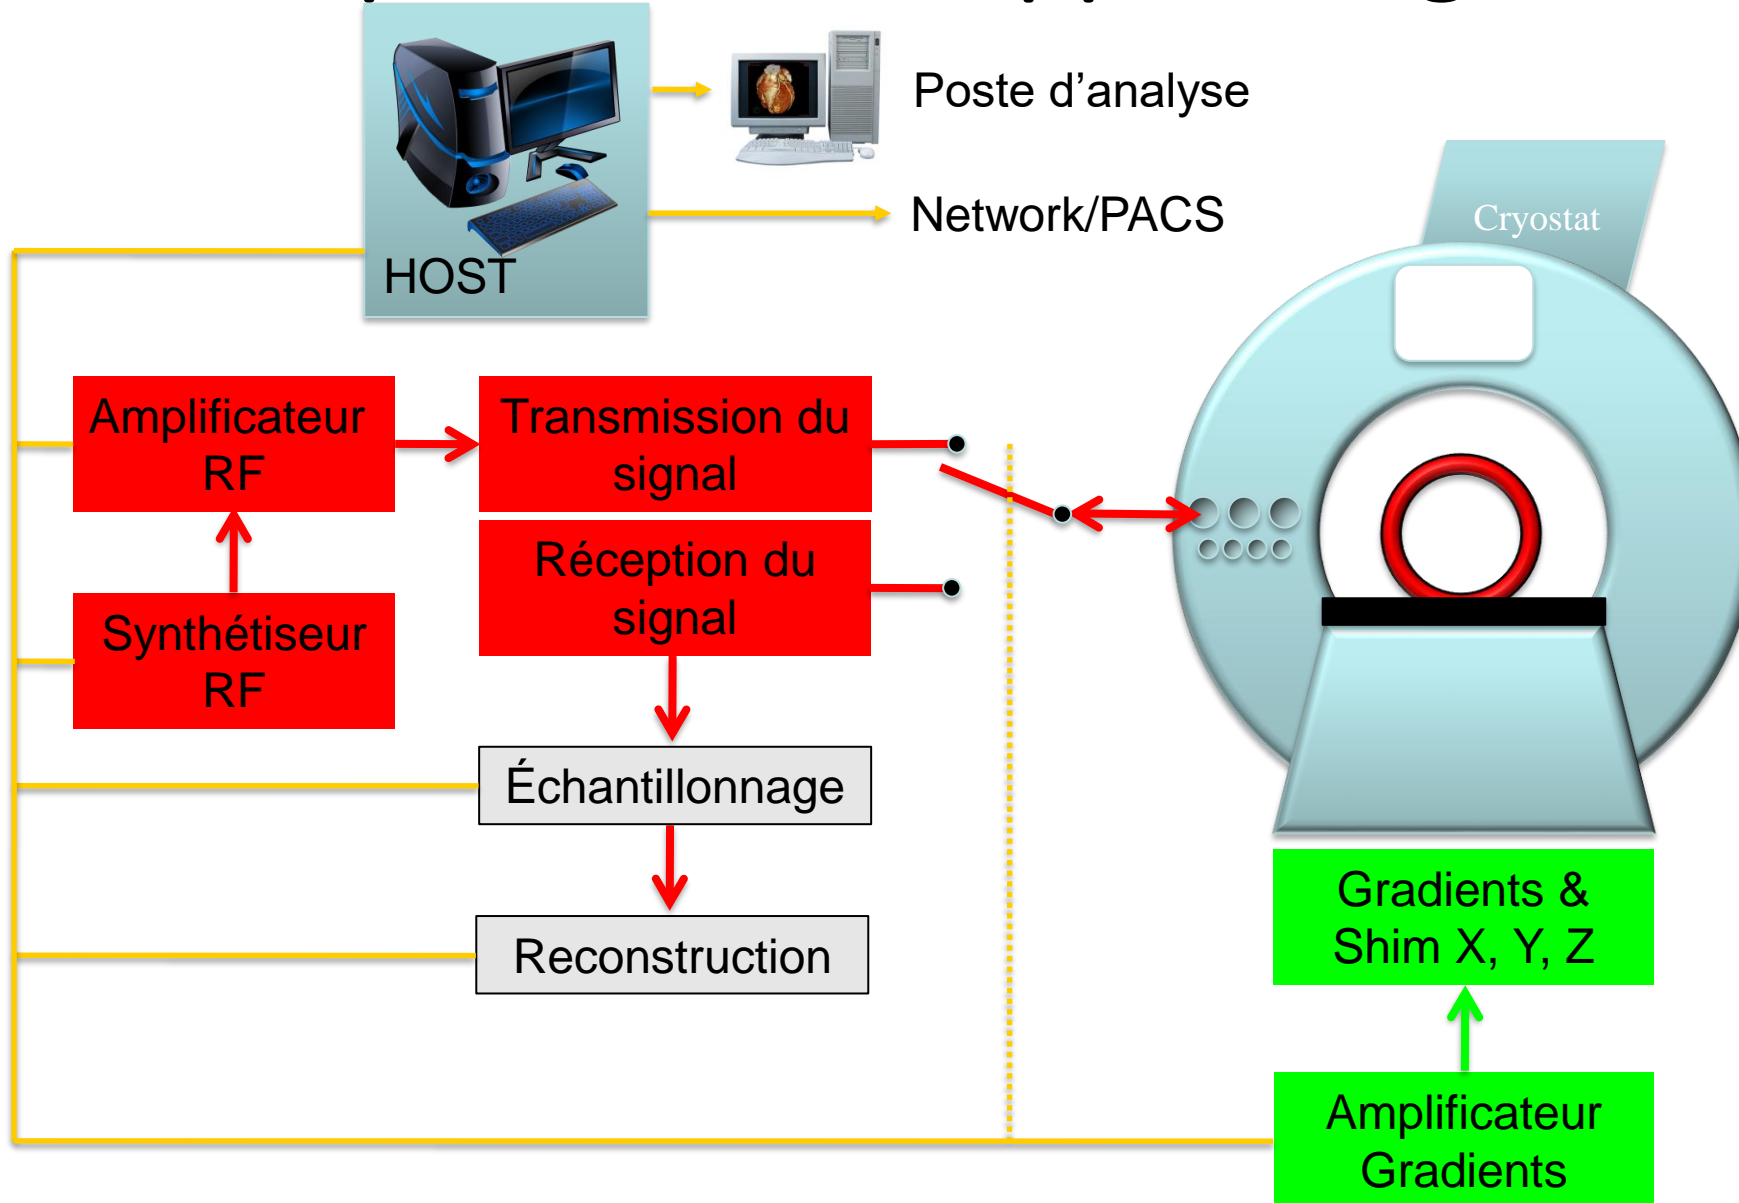 Poste d’analyse
Network/PACS
HOST
Cryostat
Amplificateur
RF
Transmission du
signal
Réception du
signal
Synthétiseur
RF
Échantillonnage
Reconstruction
Gradients &
Shim X, Y, Z
Amplificateur
Gradients